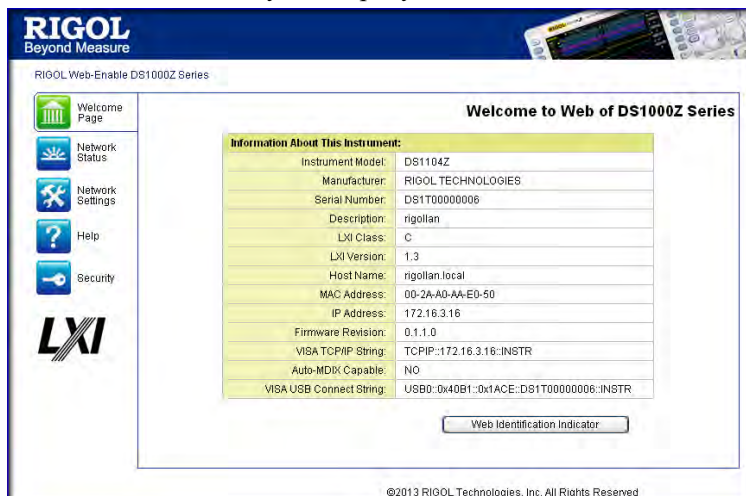 RIGOL
Beyond Measure
RIGOL Web-Enable DS1000Z Series
Welcome Page
Network Status
Network Settings
Help
Security
LXI
Welcome to Web of DS1000Z Series
Information About This Instrument:
Instrument Model: DS1104Z
Manufacturer: RIGOL TECHNOLOGIES
Serial Number: DS1T00000006
Description: rigollan
LXI Class: C
LXI Version: 1.3
Host Name: rigollan.local
MAC Address: 00-2A-A0-AA-E0-50
IP Address: 172.16.3.16
Firmware Revision: 0.1.1.0
VISA TCP/IP String: TCPIP::172.16.3.16::INSTR
Auto-MDIX Capable: NO
VISA USB Connect String: USB0::0x40B1::0x1ACE::DS1T00000006::INSTR
Web Identification Indicator
©2013 RIGOL Technologies, Inc. All Rights Reserved